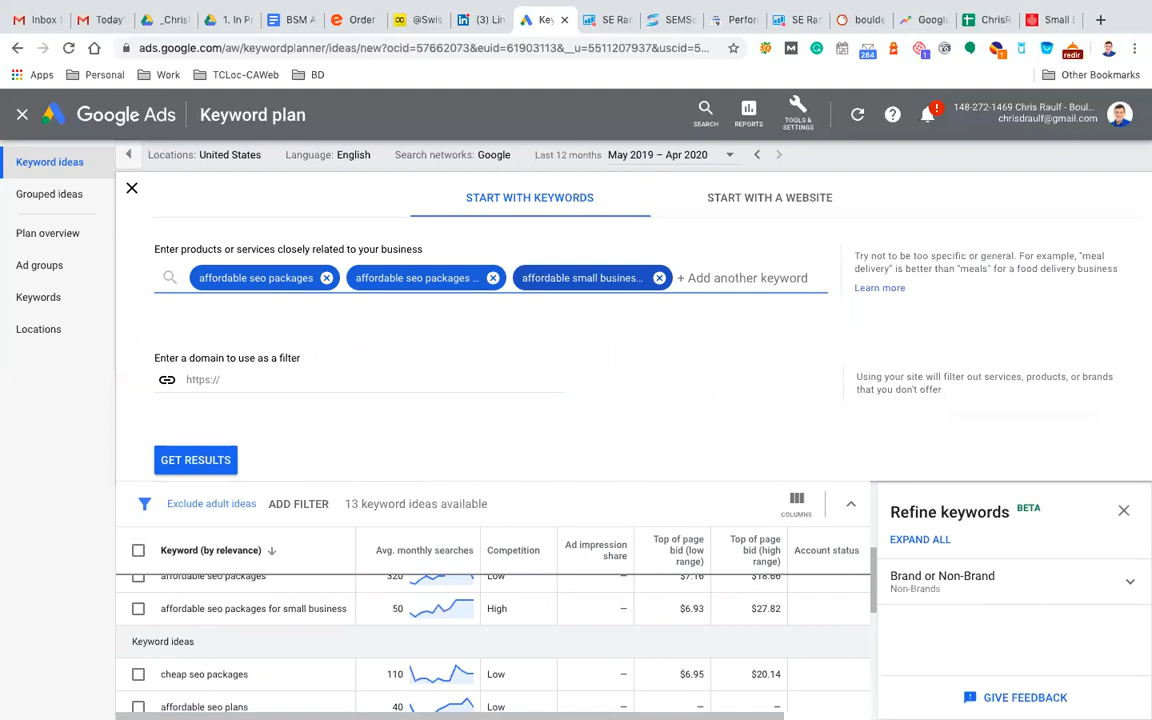 Inbox
Today'
_Chris
1. In P
BSM A
Order
@Swis
(3) Lin
Key
SE Ran
SEMSc
Perfor
SE Ran
boulde
Google
ChrisR
Small B
ads.google.com/aw/keywordplanner/ideas/new?ocid=57662073&euid=61903113&__u=5511207937&uscid=5...
284
1
1
redir
Apps
Personal
Work
TCLoc-CAWeb
BD
Other Bookmarks
Google Ads
Keyword plan
SEARCH
REPORTS
TOOLS & SETTINGS
148-272-1469 Chris Raulf - Boul...
chrisdraulf@gmail.com
Keyword ideas
Grouped ideas
Plan overview
Ad groups
Keywords
Locations
Locations: United States
Language: English
Search networks: Google
Last 12 months
May 2019 – Apr 2020
START WITH KEYWORDS
START WITH A WEBSITE
Enter products or services closely related to your business
affordable seo packages
affordable seo packages ...
affordable small busines...
+ Add another keyword
Try not to be too specific or general. For example, "meal
delivery" is better than "meals" for a food delivery business
Learn more
Enter a domain to use as a filter
https://
Using your site will filter out services, products, or brands
that you don't offer
GET RESULTS
Exclude adult ideas
ADD FILTER
13 keyword ideas available
COLUMNS
Keyword (by relevance)
Avg. monthly searches
Competition
Ad impression
share
Top of page
bid (low
range)
Top of page
bid (high
range)
Account status
affordable seo packages
320
Low
–
$7.16
$18.66
affordable seo packages for small business
50
High
–
$6.93
$27.82
Keyword ideas
cheap seo packages
110
Low
–
$6.95
$20.14
affordable seo plans
40
Low
–
–
–
Refine keywords BETA
EXPAND ALL
Brand or Non-Brand
Non-Brands
GIVE FEEDBACK